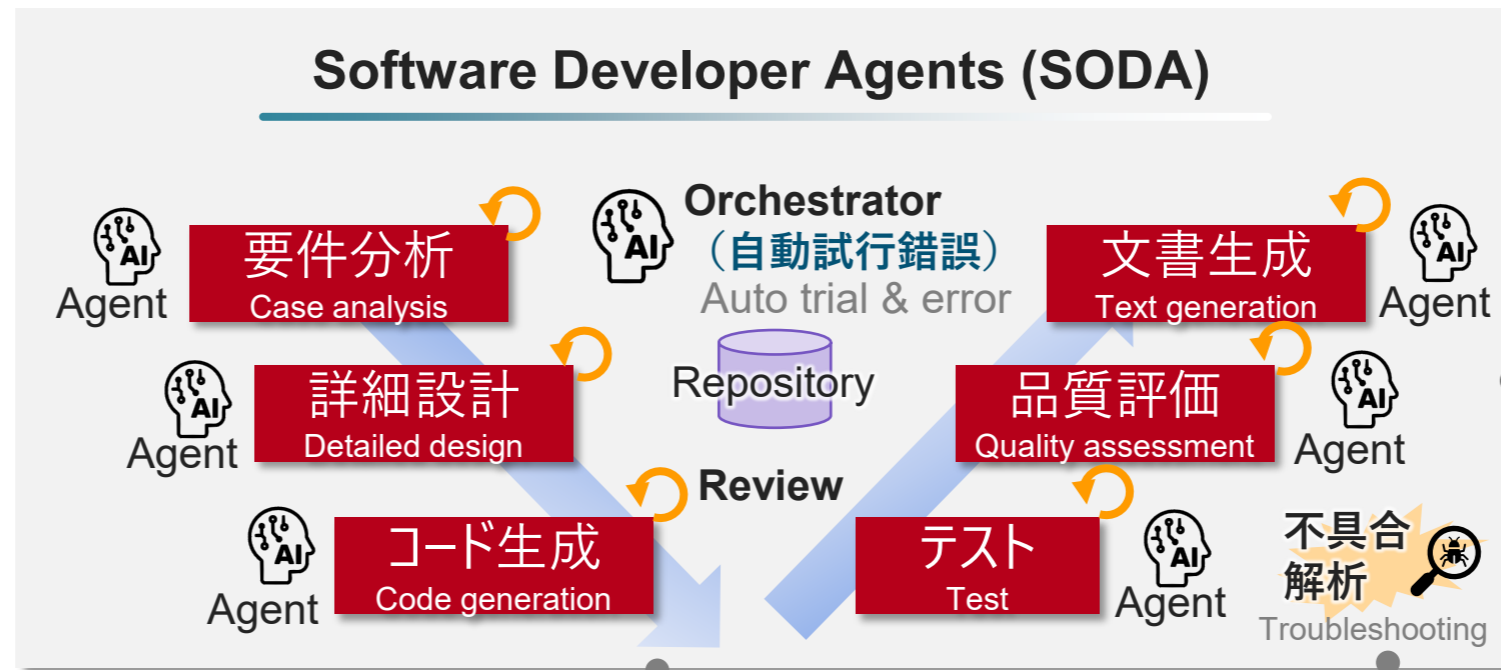 Software Developer Agents (SODA)
AI
Agent
要件分析
Case analysis
AI
Agent
詳細設計
Detailed design
AI
Agent
コード生成
Code generation
AI
Orchestrator
（自動試行錯誤）
Auto trial & error
Repository
Review
文書生成
Text generation
AI
Agent
品質評価
Quality assessment
AI
Agent
テスト
Test
AI
Agent
不具合
解析
Troubleshooting